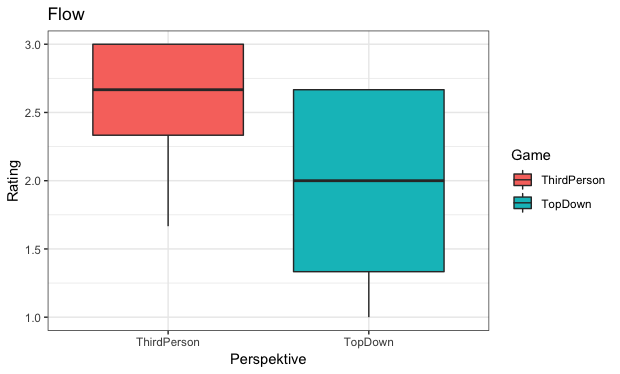 Flow
Rating
3.0
2.5
2.0
1.5
1.0
ThirdPerson
TopDown
Perspektive
Game
ThirdPerson
TopDown